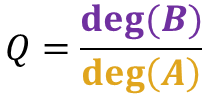 Q = deg(B) / deg(A)